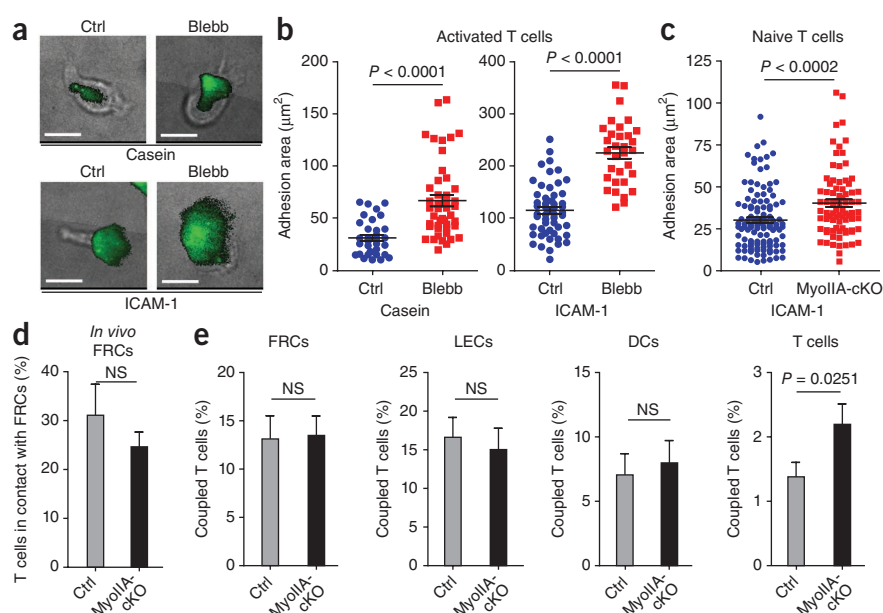 a
Ctrl
Blebb
Casein
ICAM-1
b
Activated T cells
P < 0.0001
Adhesion area (μm²)
200
150
100
50
0
Ctrl
Blebb
Casein
P < 0.0001
400
300
200
100
0
Ctrl
Blebb
ICAM-1
c
Naive T cells
P < 0.0002
Adhesion area (μm²)
125
100
75
50
25
0
Ctrl
MyoIIA-cKO
ICAM-1
d
In vivo
FRCs
NS
T cells in contact with FRCs (%)
40
30
20
10
0
Ctrl
MyoIIA-
cKO
e
FRCs
NS
Coupled T cells (%)
20
15
10
5
0
Ctrl
MyoIIA-
cKO
LECs
NS
Coupled T cells (%)
25
20
15
10
5
0
Ctrl
MyoIIA-
cKO
DCs
NS
Coupled T cells (%)
15
10
5
0
Ctrl
MyoIIA-
cKO
T cells
P = 0.0251
Coupled T cells (%)
3
2
1
0
Ctrl
MyoIIA-
cKO